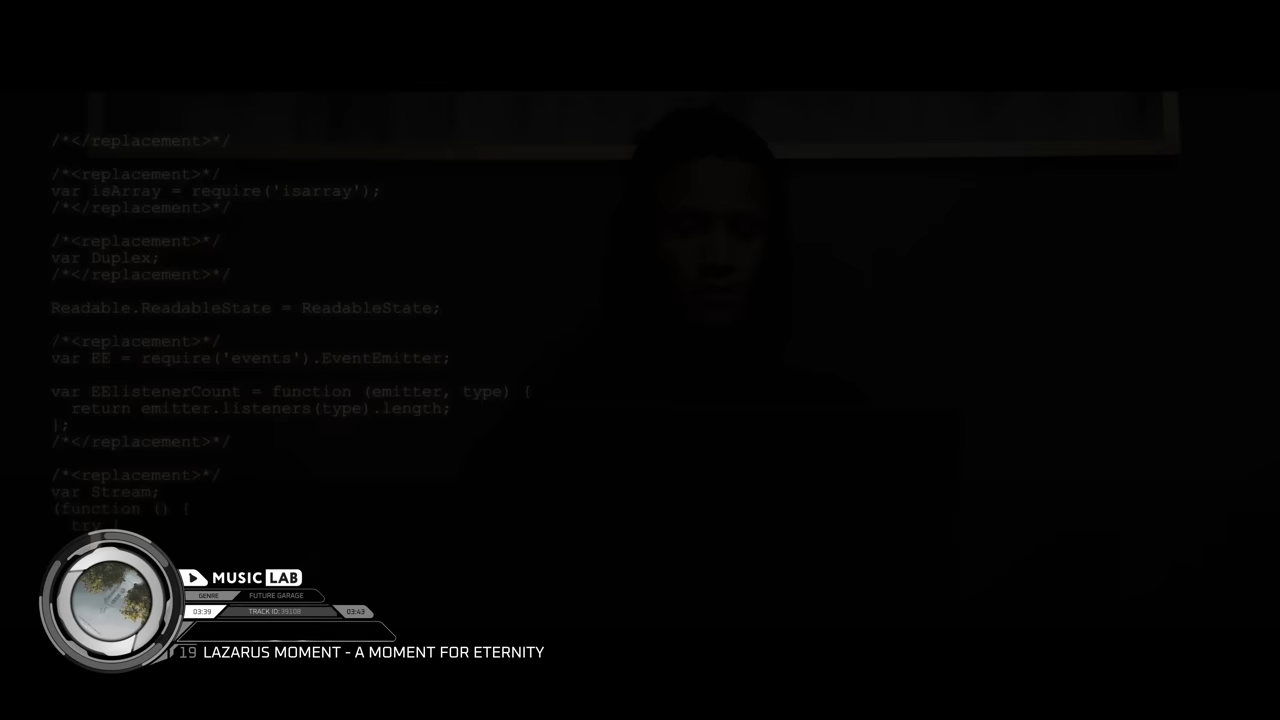 /*</replacement>*/
/*<replacement>*/
var isArray = require('isarray');
/*</replacement>*/
/*<replacement>*/
var Duplex;
/*</replacement>*/
Readable.ReadableState = ReadableState;
/*<replacement>*/
var EE = require('events').EventEmitter;
var EElistenerCount = function (emitter, type) {
  return emitter.listeners(type).length;
};
/*</replacement>*/
/*<replacement>*/
var Stream;
(function () {
  try {
MUSIC LAB
GENRE FUTURE GARAGE
03:39 TRACK ID: 39108 03:43
19 LAZARUS MOMENT - A MOMENT FOR ETERNITY